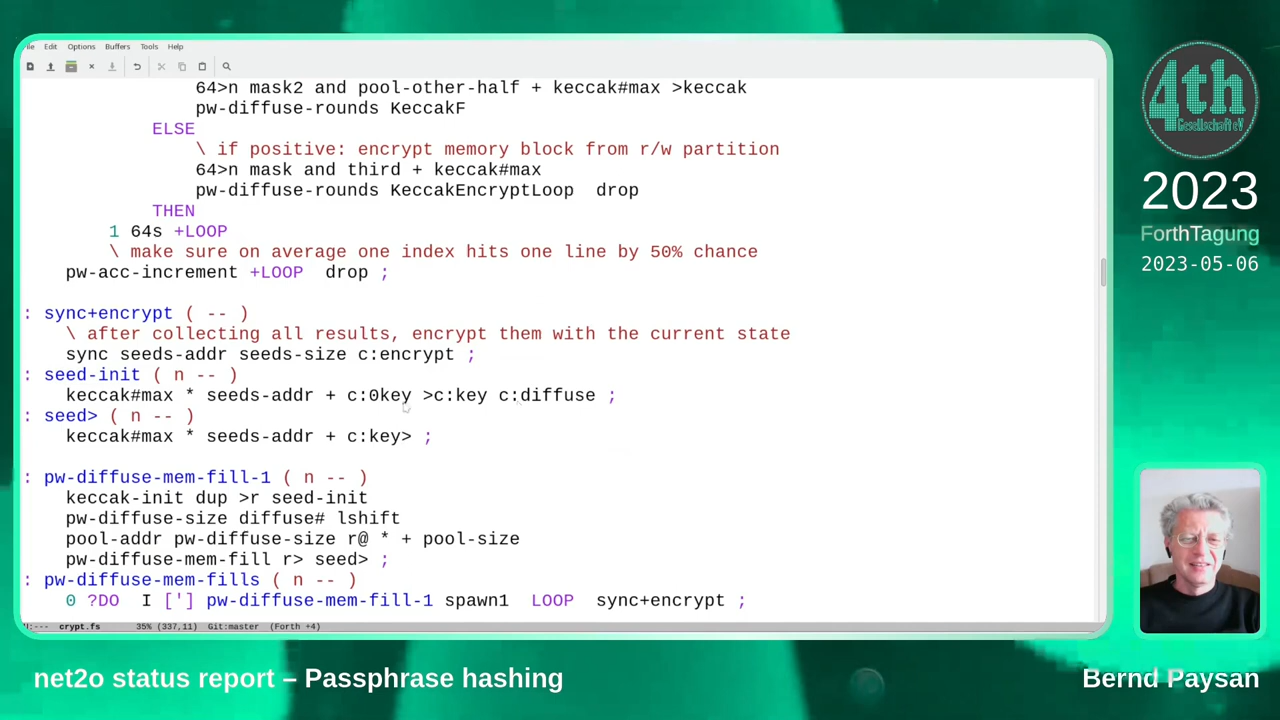 ile Edit Options Buffers Tools Help
64>n mask2 and pool-other-half + keccak#max >keccak
pw-diffuse-rounds KeccakF
ELSE
\ if positive: encrypt memory block from r/w partition
64>n mask and third + keccak#max
pw-diffuse-rounds KeccakEncryptLoop  drop
THEN
1 64s +LOOP
\ make sure on average one index hits one line by 50% chance
pw-acc-increment +LOOP  drop ;
: sync+encrypt ( -- )
\ after collecting all results, encrypt them with the current state
sync seeds-addr seeds-size c:encrypt ;
: seed-init ( n -- )
keccak#max * seeds-addr + c:0key >c:key c:diffuse ;
: seed> ( n -- )
keccak#max * seeds-addr + c:key> ;
: pw-diffuse-mem-fill-1 ( n -- )
keccak-init dup >r seed-init
pw-diffuse-size diffuse# lshift
pool-addr pw-diffuse-size r@ * + pool-size
pw-diffuse-mem-fill r> seed> ;
: pw-diffuse-mem-fills ( n -- )
0 ?DO  I ['] pw-diffuse-mem-fill-1 spawn1  LOOP  sync+encrypt ;
U:--- crypt.fs 35% (337,11) Git:master (Forth +4)
4th
Gesellschaft eV
2023
ForthTagung
2023-05-06
net2o status report – Passphrase hashing
Bernd Paysan